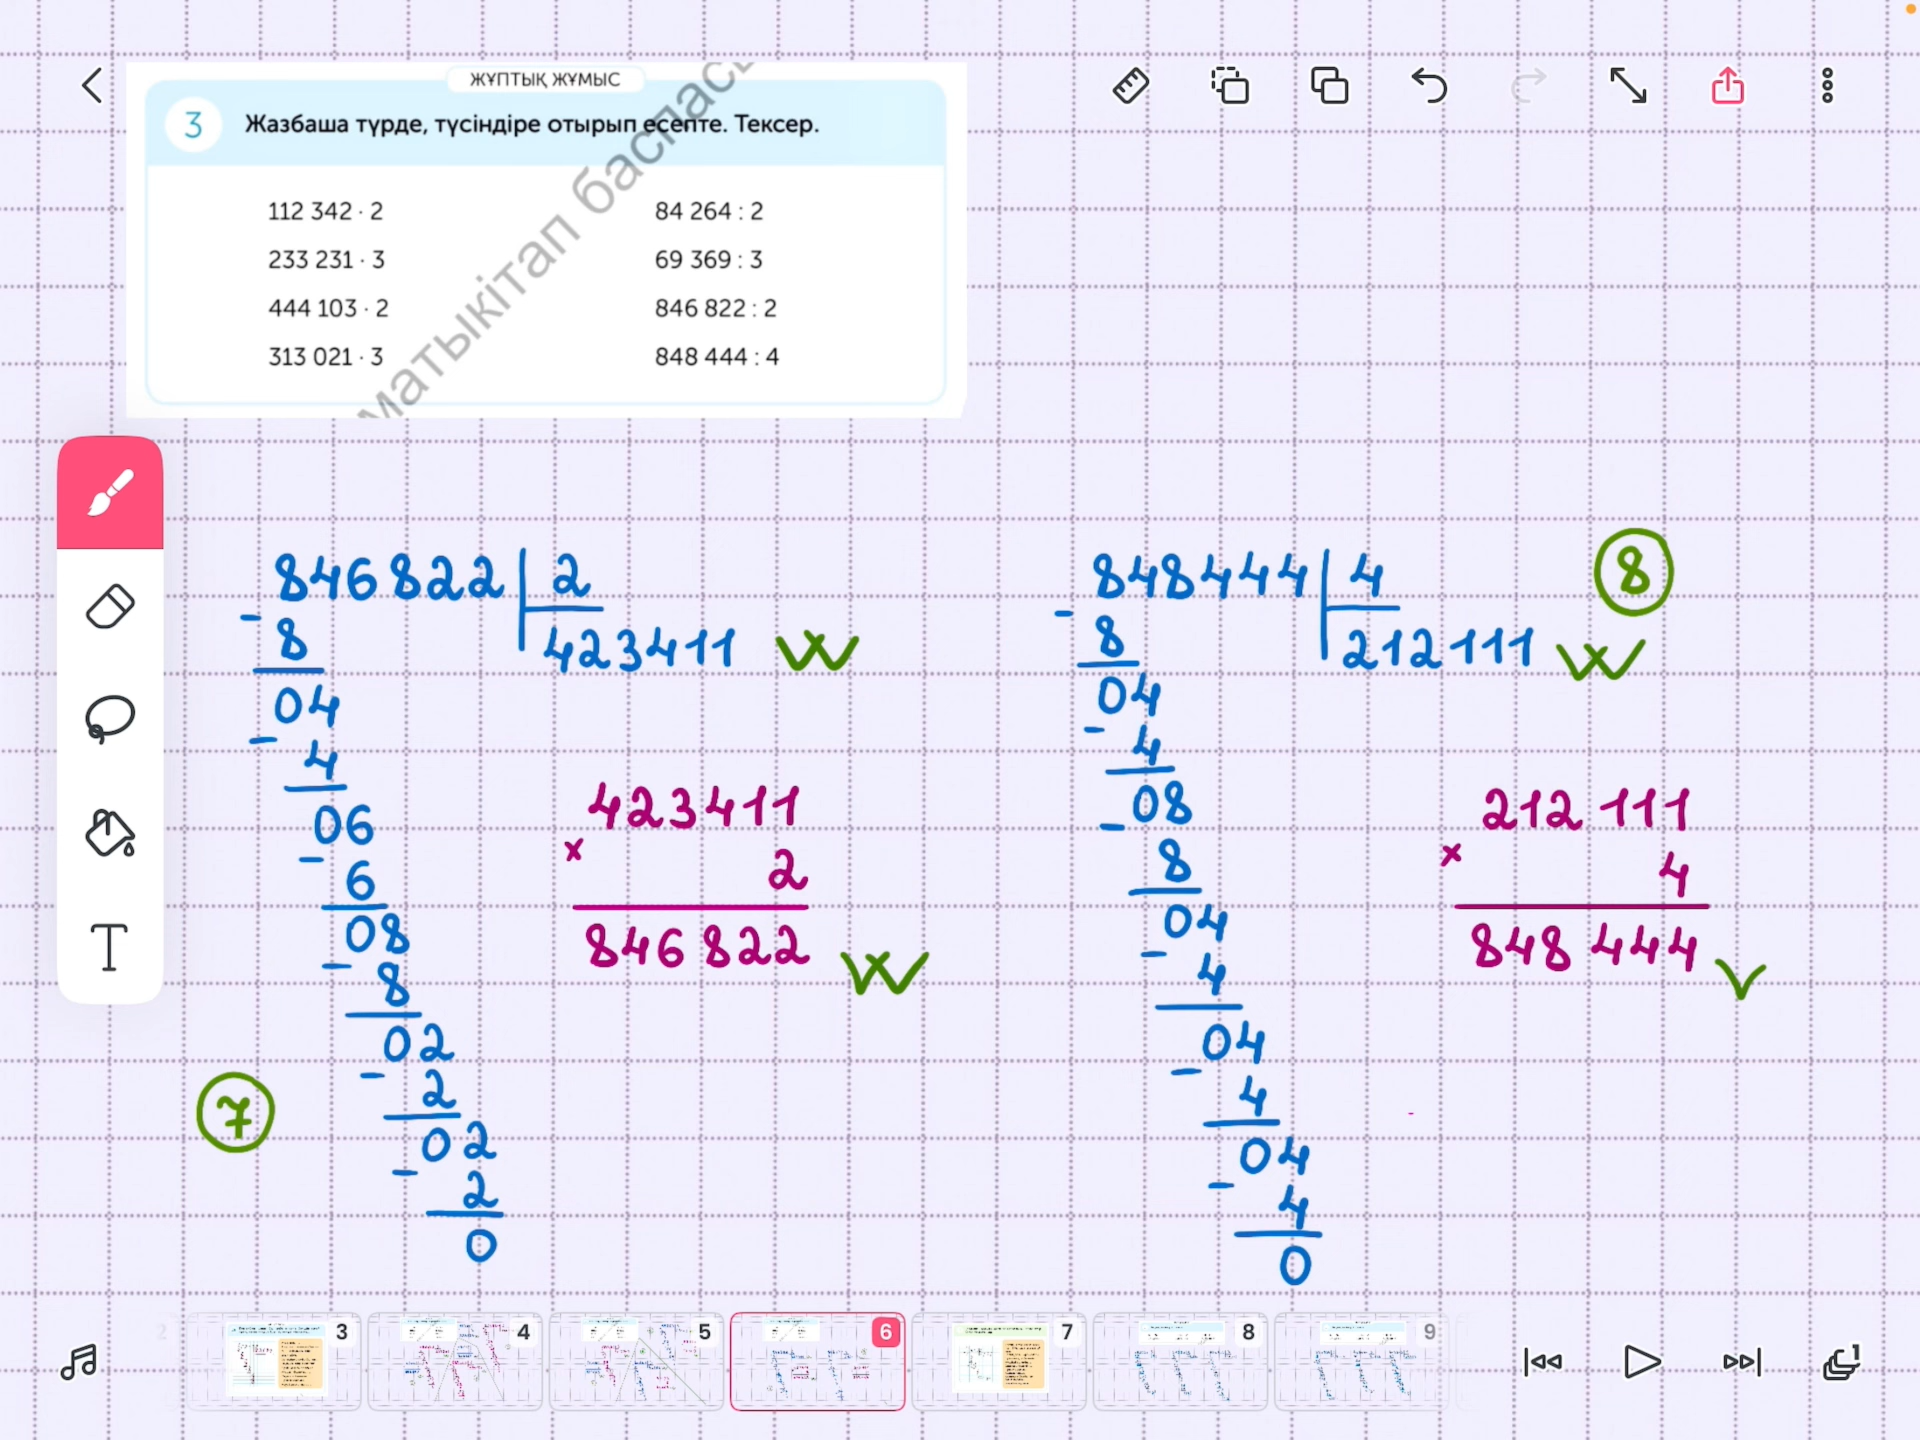 ЖҰПТЫҚ ЖҰМЫС
3 Жазбаша түрде, түсіндіре отырып есепте. Тексер.
112 342 · 2
84 264 : 2
233 231 · 3
69 369 : 3
444 103 · 2
846 822 : 2
313 021 · 3
848 444 : 4
матыкітап баспасы
846822 2
- 8 423411
04
- 4
06
- 6
08
- 8
02
- 2
02
- 2
0
7
423411
× 2
846822
8
848444 4
- 8 212111
04
- 4
08
- 8
04
- 4
04
- 4
04
- 4
0
212111
× 4
848444
T
2 3 4 5 6 7 8 9
1